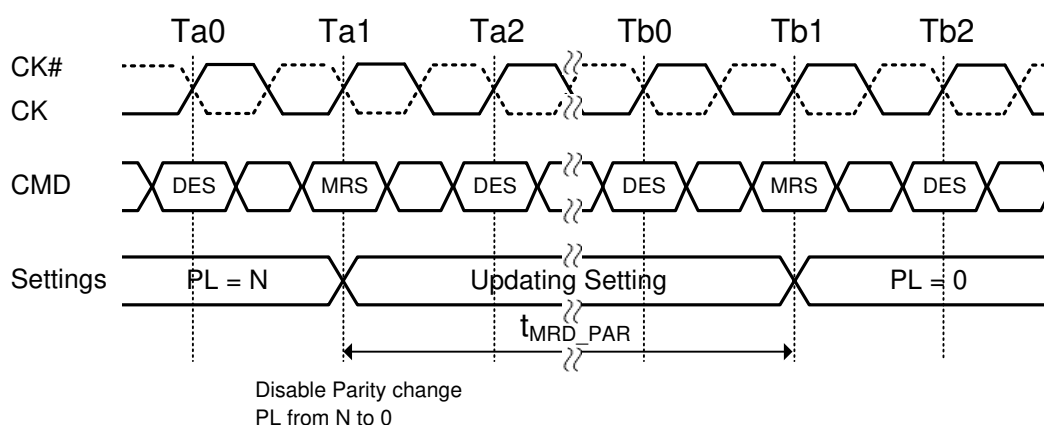 Ta0 Ta1 Ta2 Tb0 Tb1 Tb2
CK#
CK
CMD DES MRS DES DES MRS DES
Settings PL = N Updating Setting PL = 0
tMRD_PAR
Disable Parity change
PL from N to 0